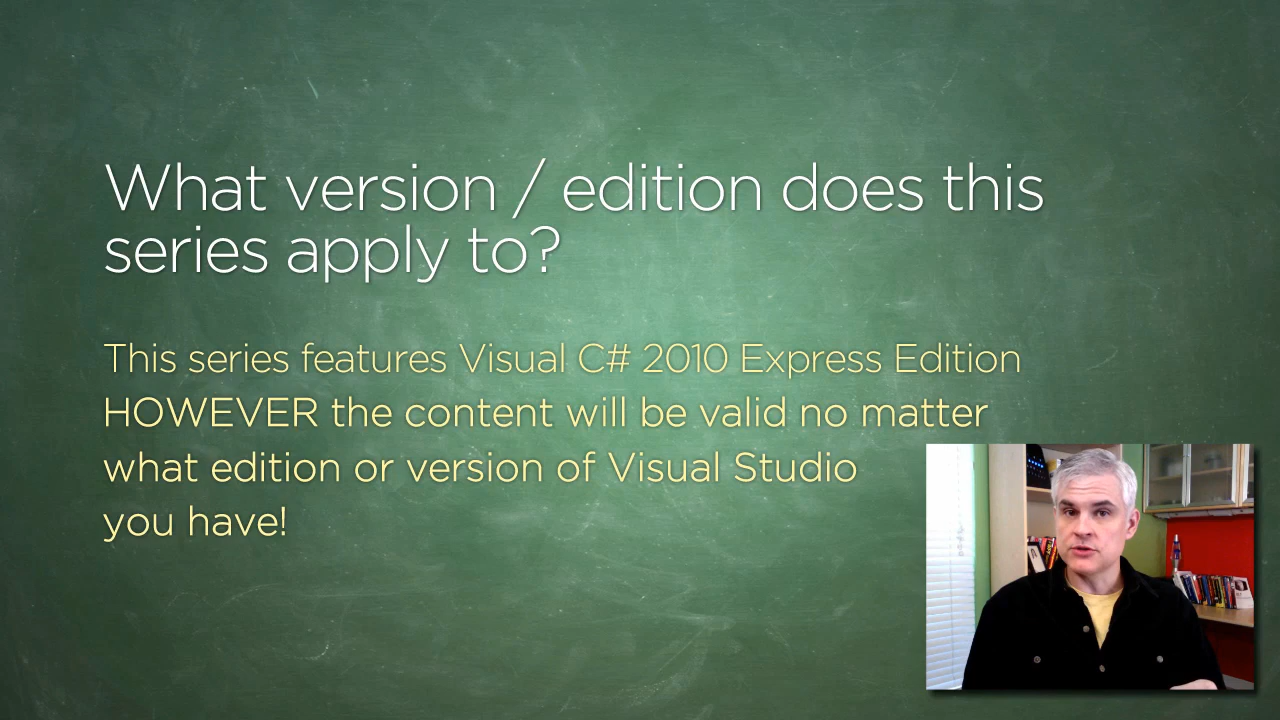 What version / edition does this
series apply to?
This series features Visual C# 2010 Express Edition
HOWEVER the content will be valid no matter
what edition or version of Visual Studio
you have!